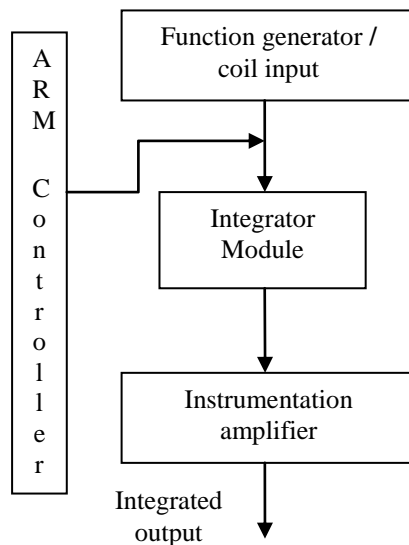 Function generator /
coil input
A
R
M
C
o
n
t
r
o
l
l
e
r
Integrator
Module
Instrumentation
amplifier
Integrated
output